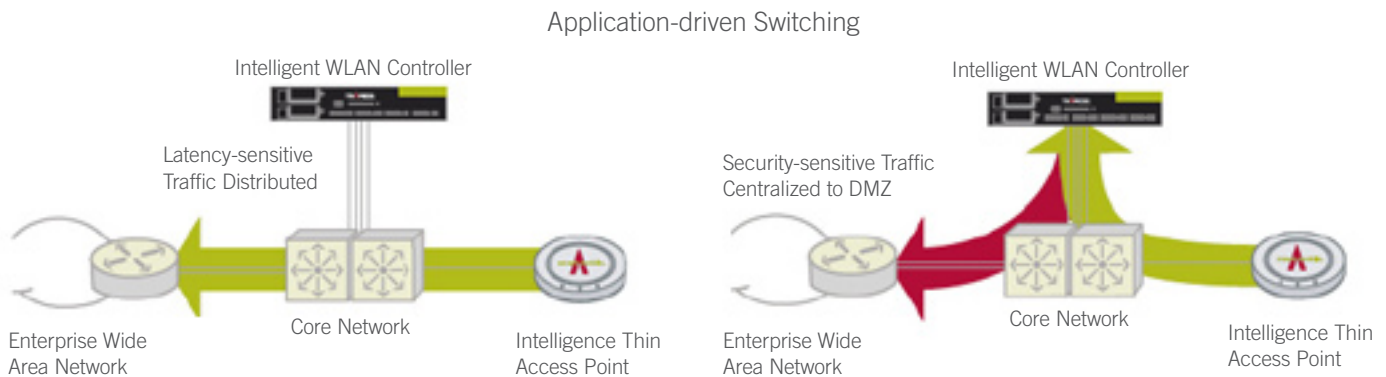 Application-driven Switching
Intelligent WLAN Controller
Latency-sensitive
Traffic Distributed
Core Network
Enterprise Wide
Area Network
Intelligence Thin
Access Point
Intelligent WLAN Controller
Security-sensitive Traffic
Centralized to DMZ
Core Network
Enterprise Wide
Area Network
Intelligence Thin
Access Point